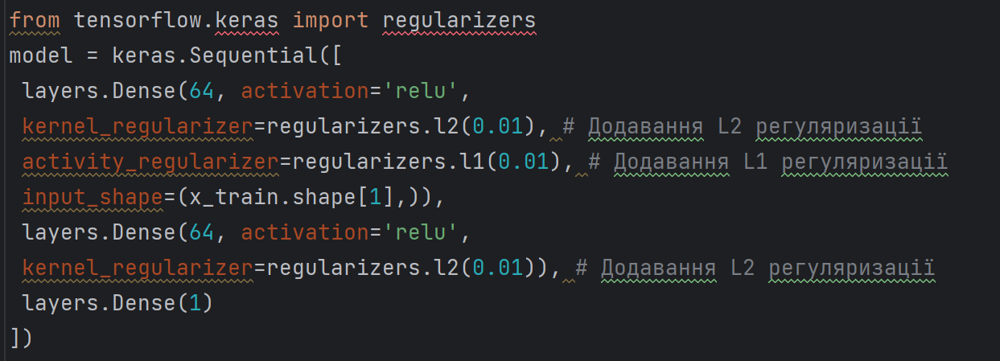 from tensorflow.keras import regularizers
model = keras.Sequential([
 layers.Dense(64, activation='relu',
 kernel_regularizer=regularizers.l2(0.01), # Додавання L2 регуляризації
 activity_regularizer=regularizers.l1(0.01), # Додавання L1 регуляризації
 input_shape=(x_train.shape[1],)),
 layers.Dense(64, activation='relu',
 kernel_regularizer=regularizers.l2(0.01)), # Додавання L2 регуляризації
 layers.Dense(1)
])